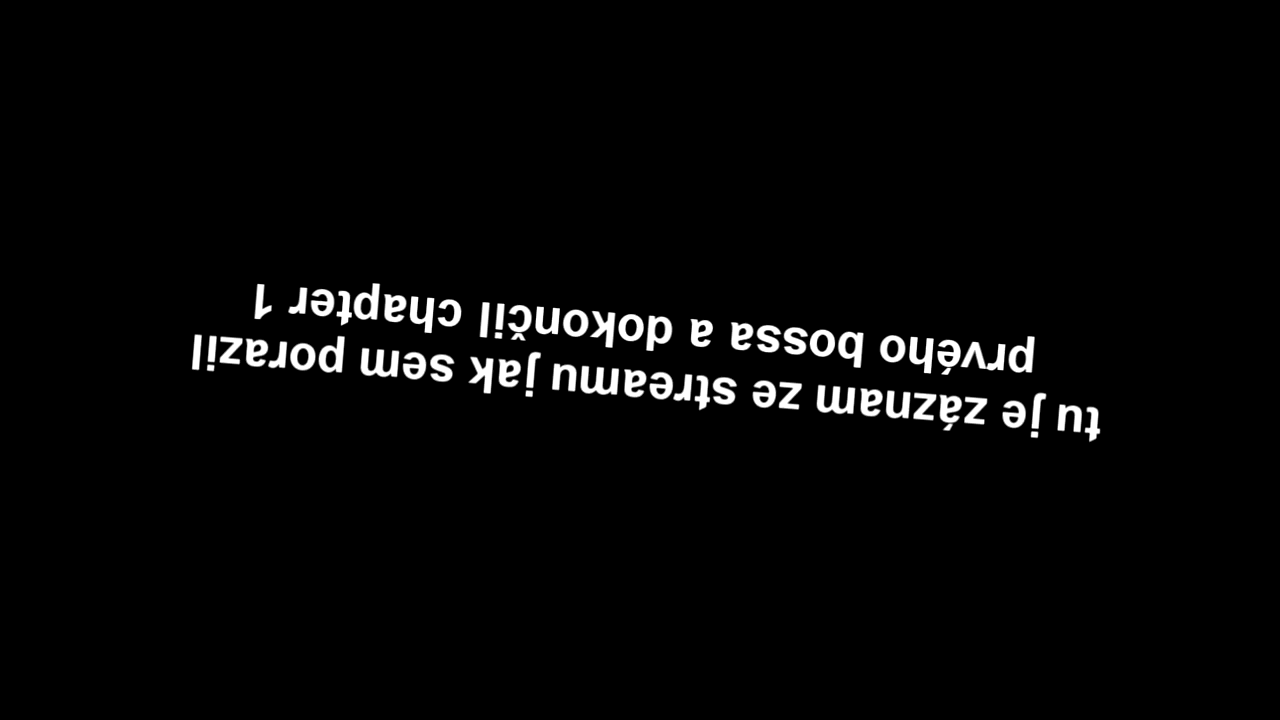 tu je záznam ze streamu jak sem porazil
prvého bossa a dokončil chapter 1